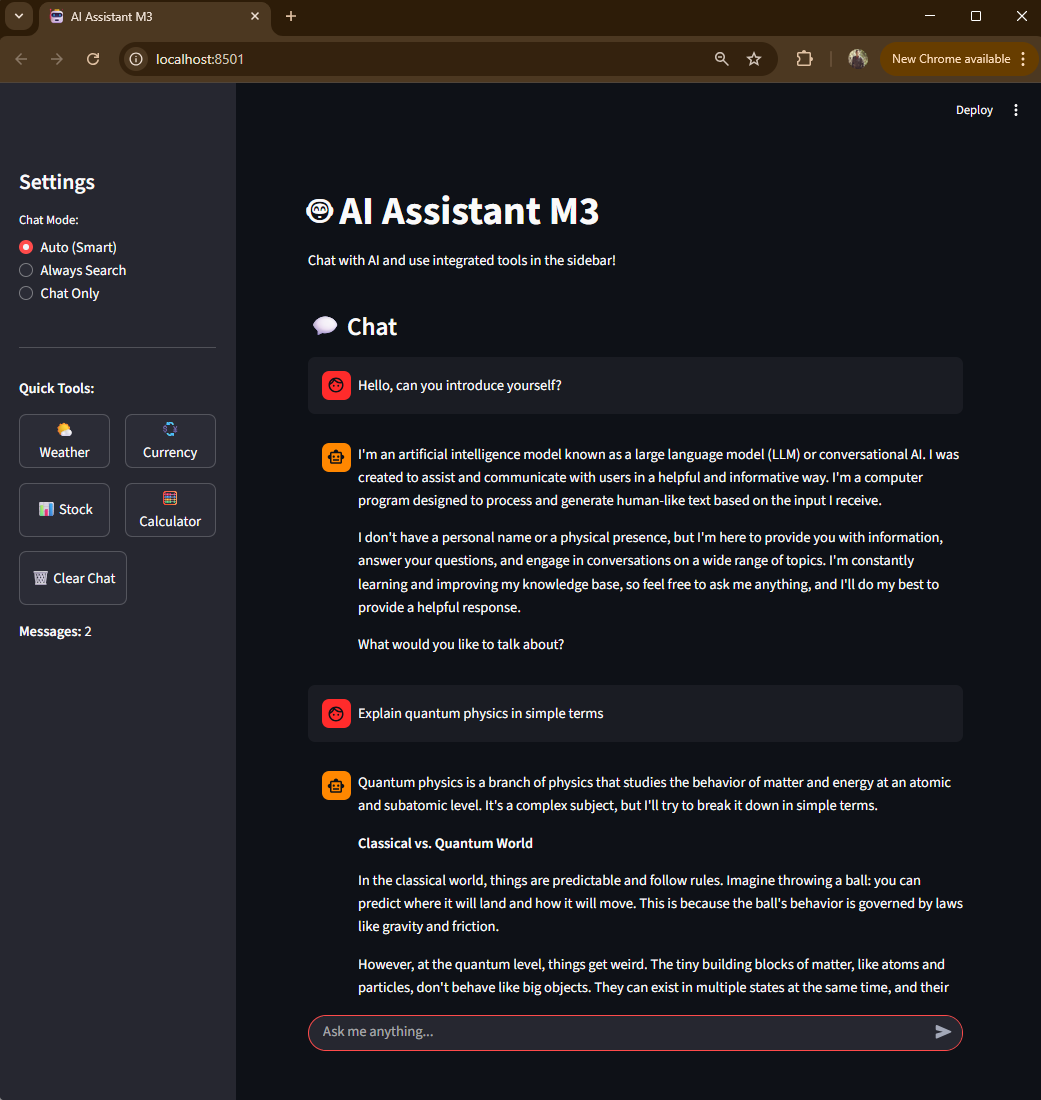 AI Assistant M3
localhost:8501
New Chrome available
Deploy
Settings
Chat Mode:
Auto (Smart)
Always Search
Chat Only
Quick Tools:
Weather
Currency
Stock
Calculator
Clear Chat
Messages: 2
AI Assistant M3
Chat with AI and use integrated tools in the sidebar!
Chat
Hello, can you introduce yourself?
I'm an artificial intelligence model known as a large language model (LLM) or conversational AI. I was
created to assist and communicate with users in a helpful and informative way. I'm a computer
program designed to process and generate human-like text based on the input I receive.
I don't have a personal name or a physical presence, but I'm here to provide you with information,
answer your questions, and engage in conversations on a wide range of topics. I'm constantly
learning and improving my knowledge base, so feel free to ask me anything, and I'll do my best to
provide a helpful response.
What would you like to talk about?
Explain quantum physics in simple terms
Quantum physics is a branch of physics that studies the behavior of matter and energy at an atomic
and subatomic level. It's a complex subject, but I'll try to break it down in simple terms.
Classical vs. Quantum World
In the classical world, things are predictable and follow rules. Imagine throwing a ball: you can
predict where it will land and how it will move. This is because the ball's behavior is governed by laws
like gravity and friction.
However, at the quantum level, things get weird. The tiny building blocks of matter, like atoms and
particles, don't behave like big objects. They can exist in multiple states at the same time, and their
Ask me anything...